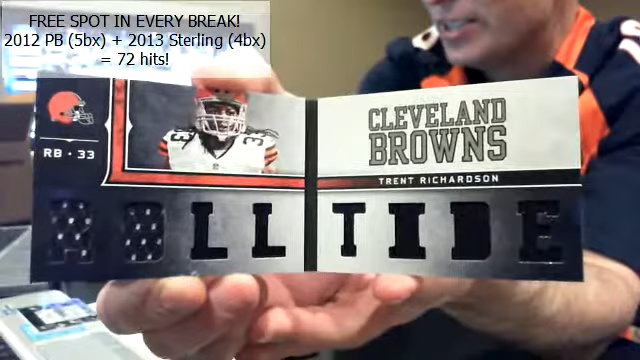 FREE SPOT IN EVERY BREAK!
2012 PB (5bx) + 2013 Sterling (4bx)
= 72 hits!
CLEVELAND
BROWNS
RB · 33
33
TRENT RICHARDSON
ROLL TIDE